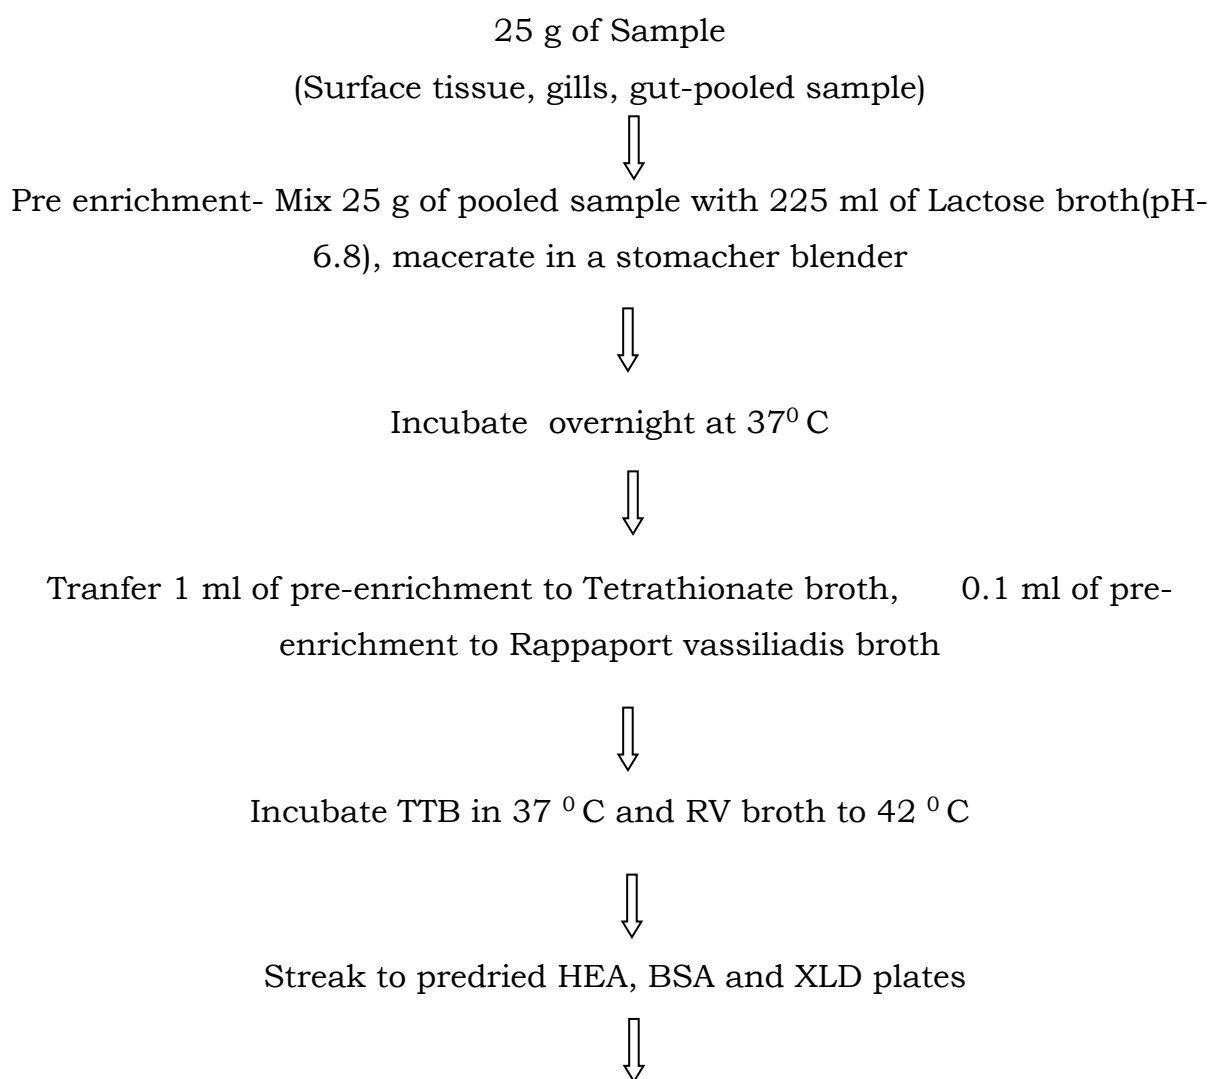 25 g of Sample
(Surface tissue, gills, gut-pooled sample)
Pre enrichment- Mix 25 g of pooled sample with 225 ml of Lactose broth(pH-
6.8), macerate in a stomacher blender
Incubate  overnight at 37⁰ C
Tranfer 1 ml of pre-enrichment to Tetrathionate broth,      0.1 ml of pre-
enrichment to Rappaport vassiliadis broth
Incubate TTB in 37 ⁰ C and RV broth to 42 ⁰ C
Streak to predried HEA, BSA and XLD plates